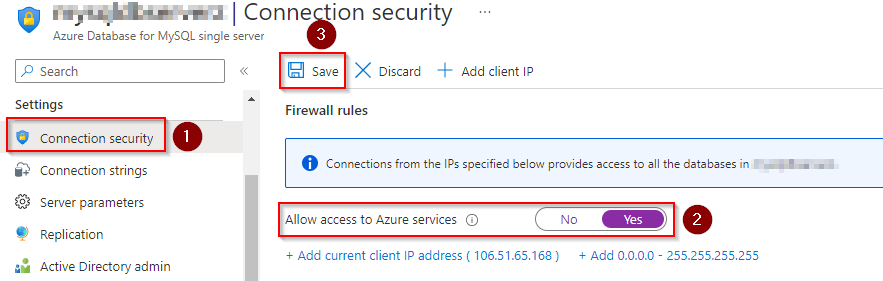 | Connection security ...
Azure Database for MySQL single server
3
Search «
Save Discard + Add client IP
Settings
Firewall rules
Connection security 1
Connections from the IPs specified below provides access to all the databases in
Connection strings
Server parameters
Allow access to Azure services No Yes 2
Replication
+ Add current client IP address ( 106.51.65.168 ) + Add 0.0.0.0 - 255.255.255.255
Active Directory admin